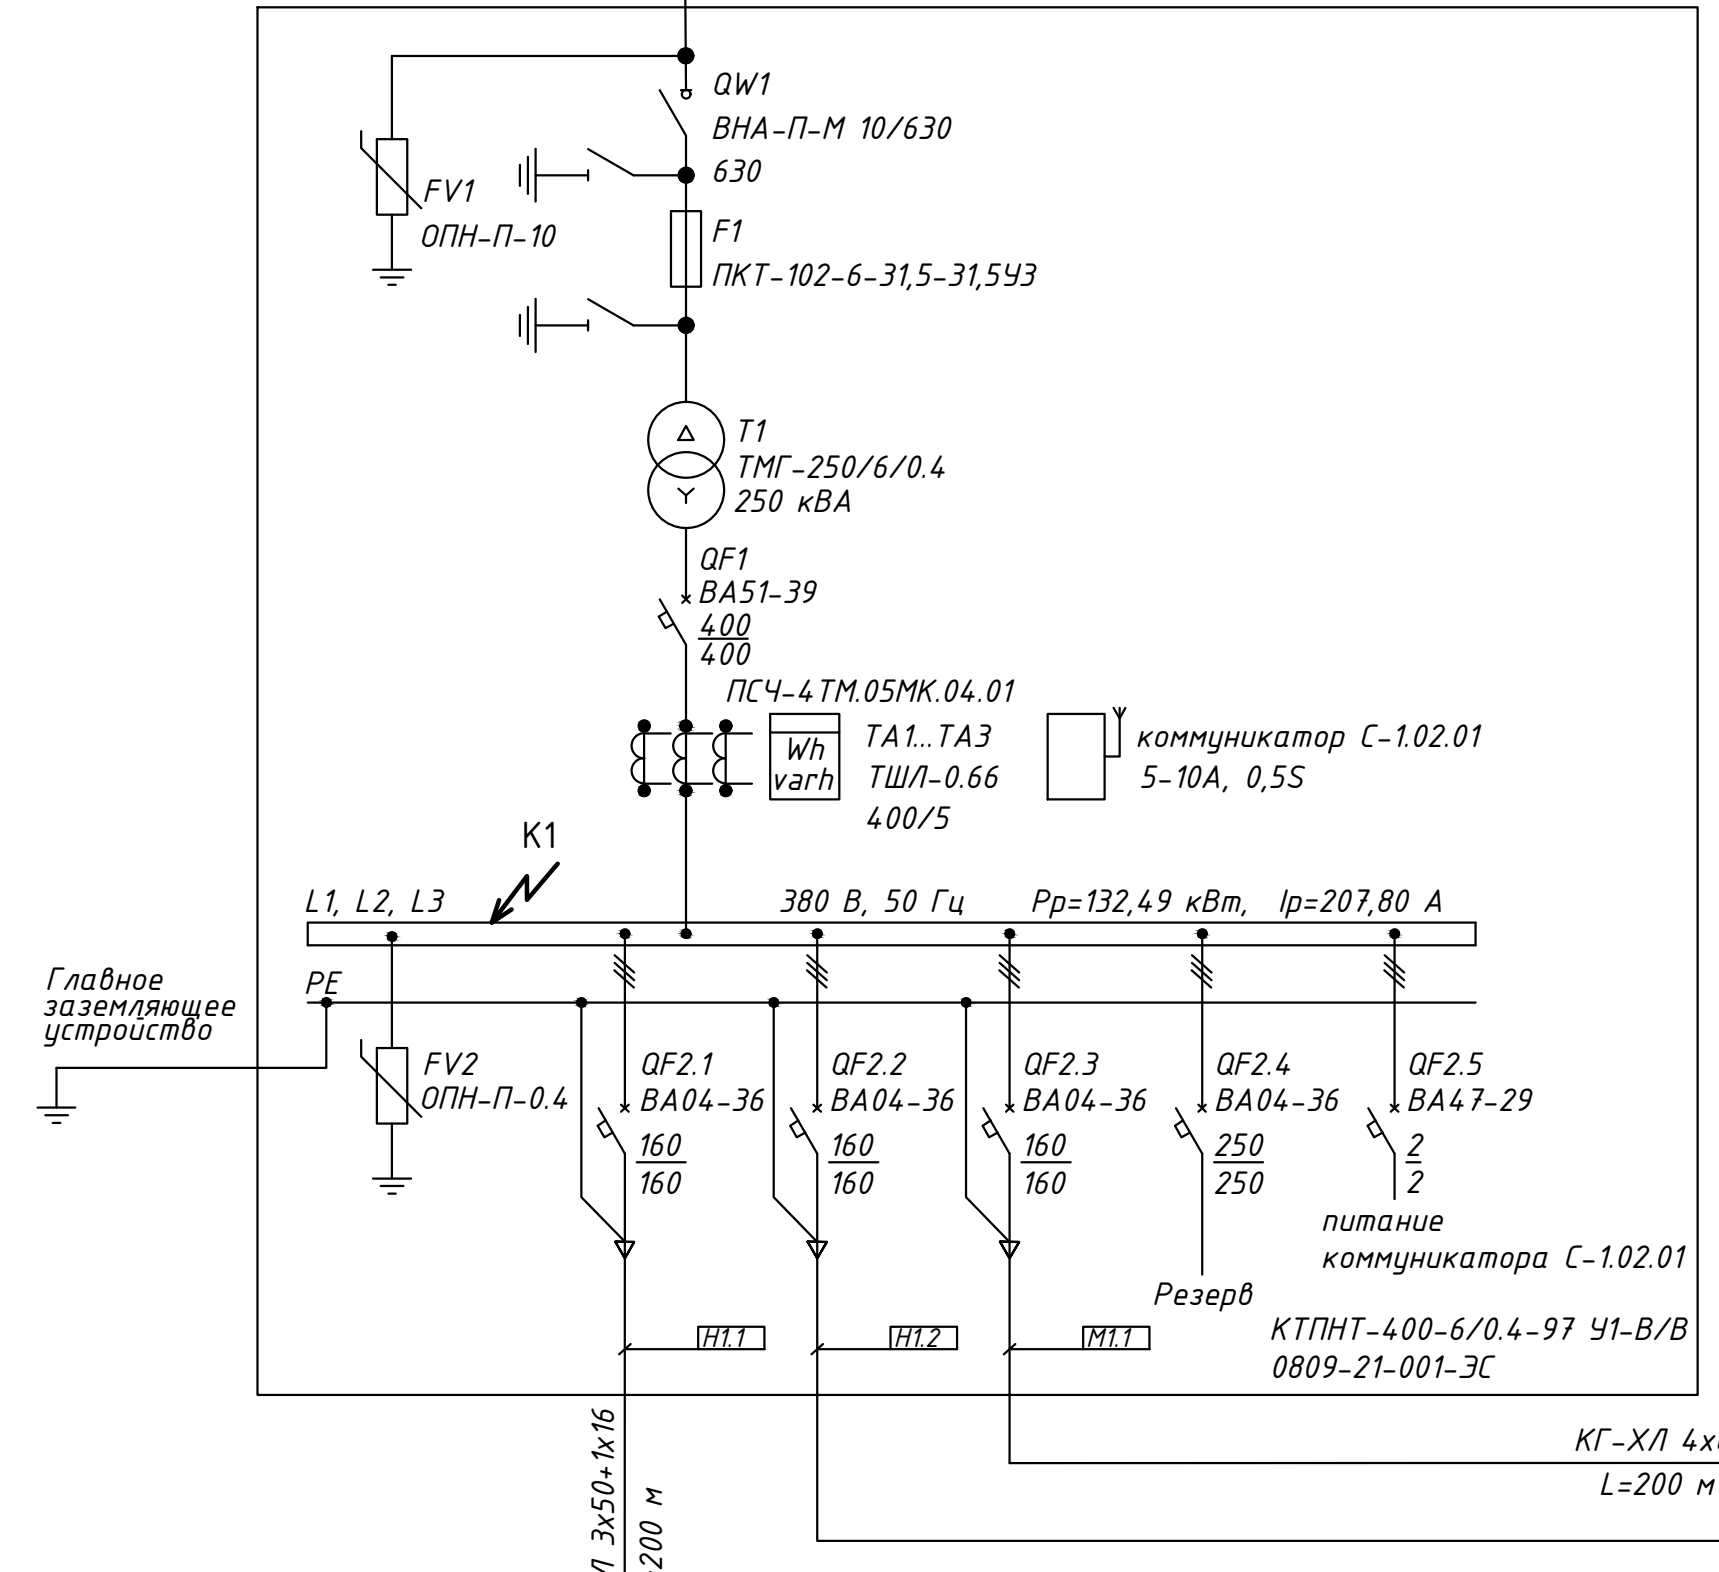 QW1
ВНА-П-М 10/630
630
FV1
ОПН-П-10
F1
ПКТ-102-6-31,5-31,5У3
T1
ТМГ-250/6/0.4
250 кВА
QF1
ВА51-39
400
400
ПСЧ-4ТМ.05МК.04.01
Wh
varh
ТА1...ТА3
ТШЛ-0.66
400/5
коммуникатор С-1.02.01
5-10А, 0,5S
К1
L1, L2, L3
380 В, 50 Гц
Рр=132,49 кВт, Iр=207,80 А
Главное
заземляющее
устройство
PE
FV2
ОПН-П-0.4
QF2.1
ВА04-36
160
160
QF2.2
ВА04-36
160
160
QF2.3
ВА04-36
160
160
QF2.4
ВА04-36
250
250
QF2.5
ВА47-29
2
2
питание
коммуникатора С-1.02.01
Резерв
Н1.1
Н1.2
М1.1
КТПНТ-400-6/0.4-97 У1-В/В
0809-21-001-ЭС
3х50+1х16
200 м
КГ-ХЛ
L=200 м